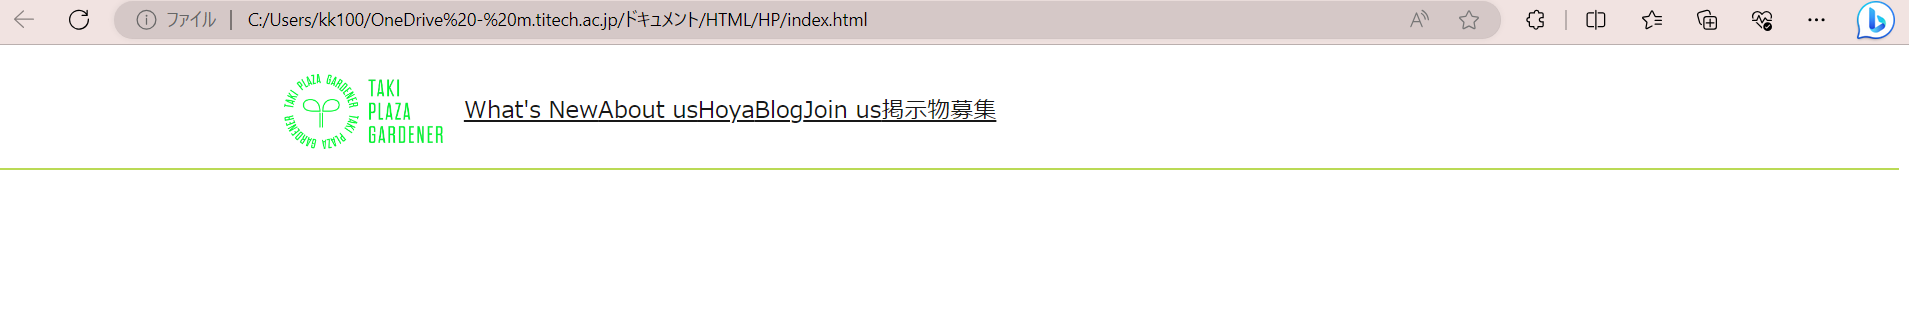 ファイル | C:/Users/kk100/OneDrive%20-%20m.titech.ac.jp/ドキュメント/HTML/HP/index.html
TAKI PLAZA GARDENER TAKI PLAZA GARDENER
TAKI
PLAZA
GARDENER
What's NewAbout usHoyaBlogJoin us掲示物募集